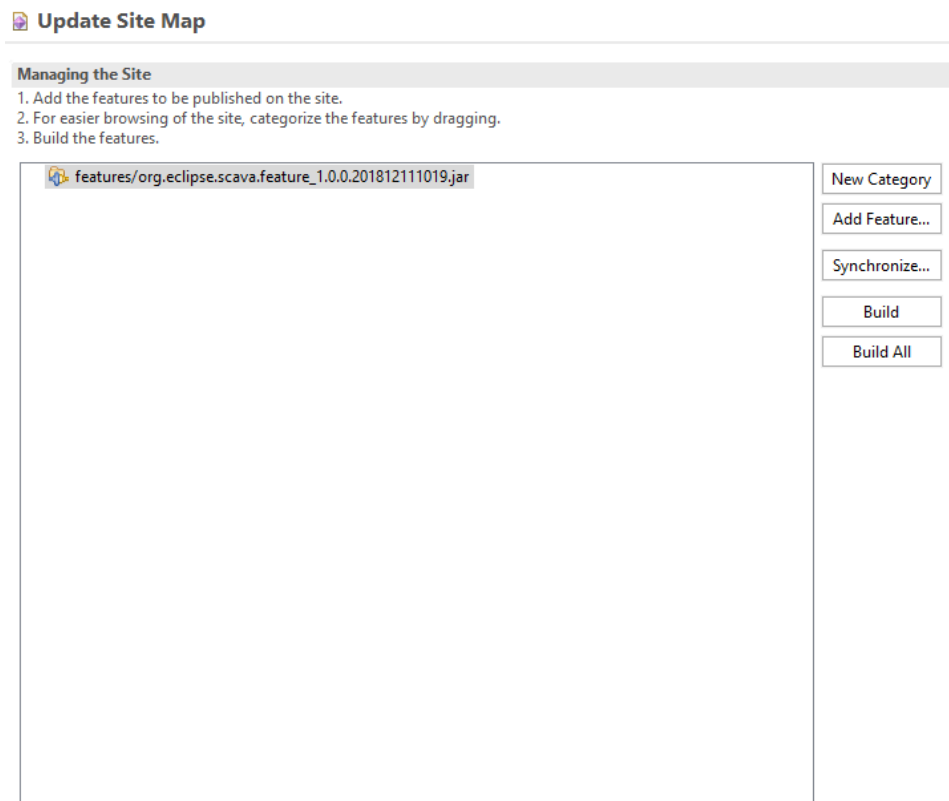 Update Site Map
Managing the Site
1. Add the features to be published on the site.
2. For easier browsing of the site, categorize the features by dragging.
3. Build the features.
features/org.eclipse.scava.feature_1.0.0.201812111019.jar
New Category
Add Feature...
Synchronize...
Build
Build All